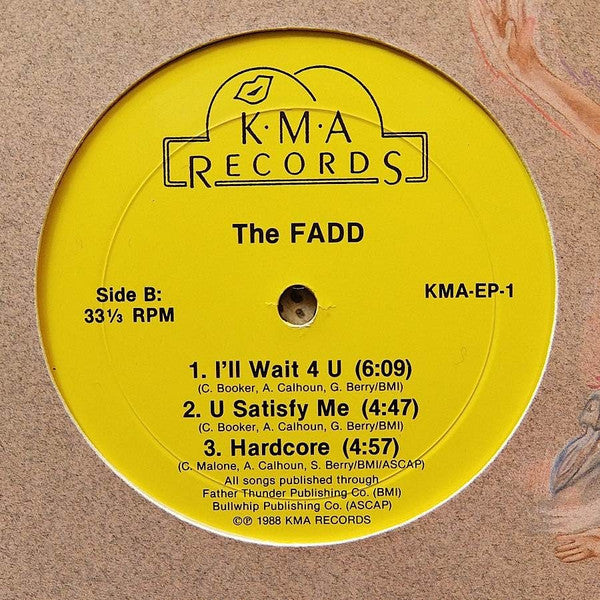 K·M·A
RECORDS
The FADD
Side B:
33⅓ RPM
KMA-EP-1
1. I'll Wait 4 U (6:09)
(C. Booker, A. Calhoun, G. Berry/BMI)
2. U Satisfy Me (4:47)
(C. Booker, A. Calhoun, G. Berry/BMI)
3. Hardcore (4:57)
(C. Malone, A. Calhoun, S. Berry/BMI/ASCAP)
All songs published through
Father Thunder Publishing Co. (BMI)
Bullwhip Publishing Co. (ASCAP)
©℗ 1988 KMA RECORDS